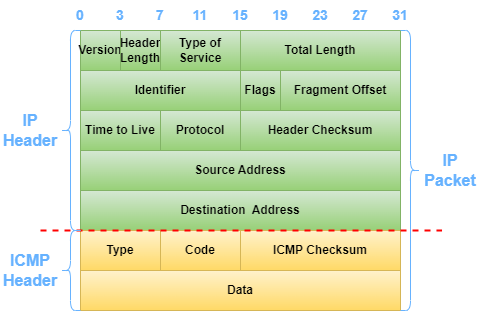 0 3 7 11 15 19 23 27 31
Version Header Length Type of Service Total Length
Identifier Flags Fragment Offset
Time to Live Protocol Header Checksum
Source Address
Destination Address
Type Code ICMP Checksum
Data
IP
Header
ICMP
Header
IP
Packet